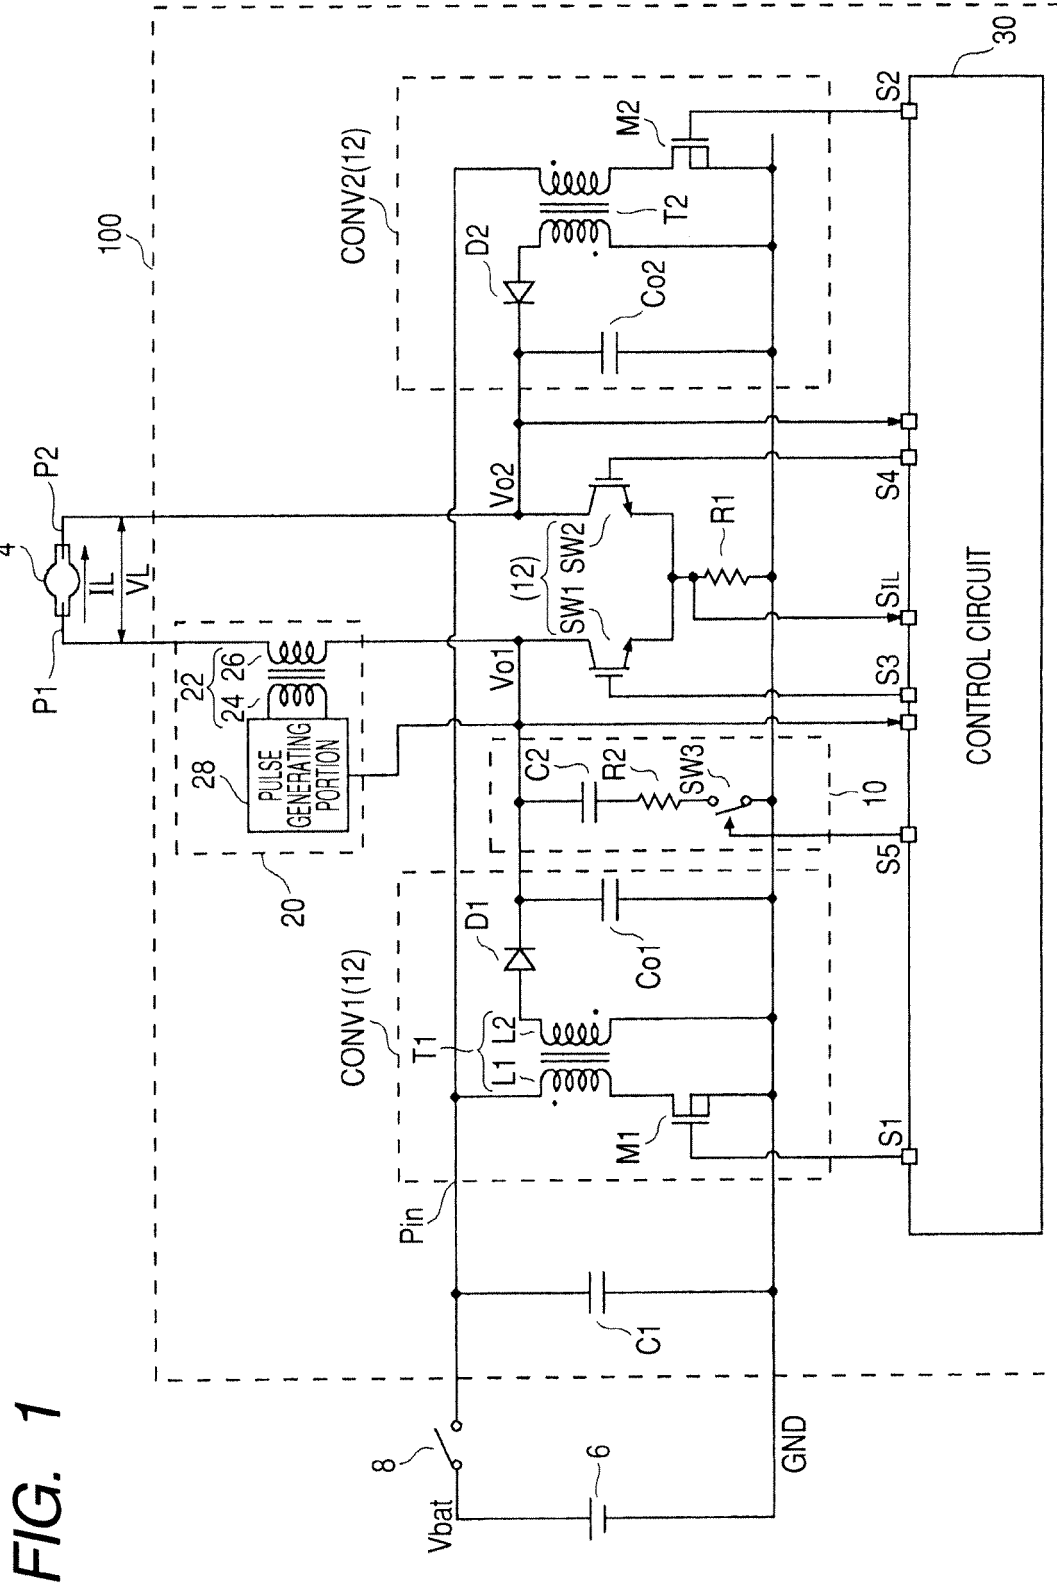 FIG. 1
100
4
P1
P2
IL
VL
20
22
24
26
28
PULSE
GENERATING
PORTION
8
Vbat
6
GND
Pin
C1
CONV1(12)
T1
L1
L2
D1
Co1
M1
10
C2
R2
SW3
Vo1
Vo2
(12)
SW1
SW2
R1
CONV2(12)
D2
Co2
T2
M2
S1
S5
S3
SIL
S4
S2
CONTROL CIRCUIT
30